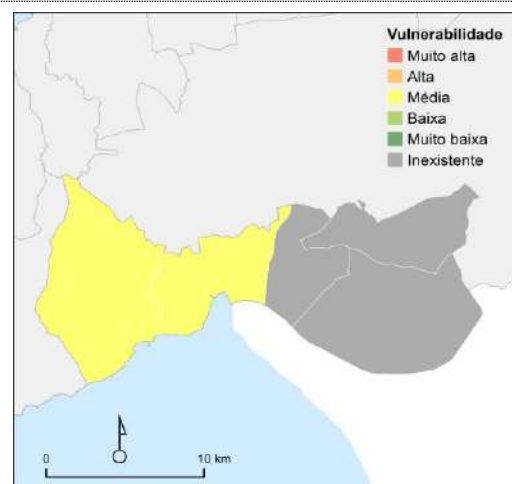 Vulnerabilidade
Muito alta
Alta
Média
Baixa
Muito baixa
Inexistente
0 10 km